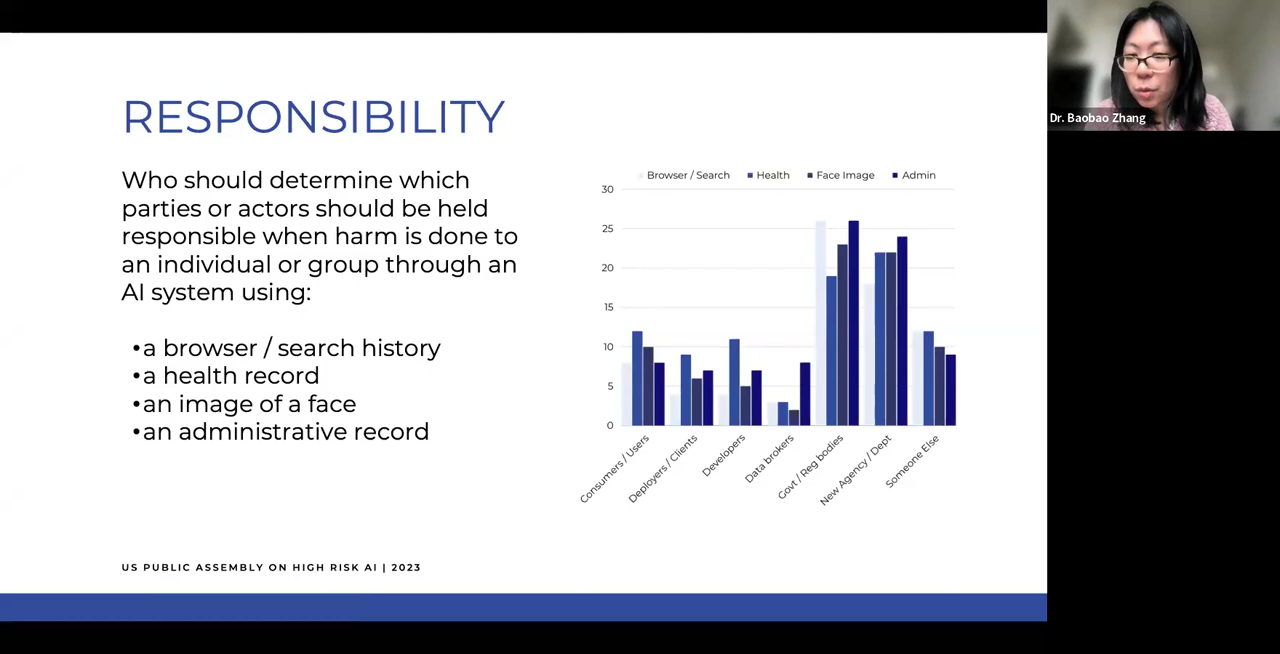 RESPONSIBILITY
Who should determine which
parties or actors should be held
responsible when harm is done to
an individual or group through an
AI system using:
•a browser / search history
•a health record
•an image of a face
•an administrative record
Browser / Search Health Face Image Admin
30
25
20
15
10
5
0
Consumers / Users
Deployers / Clients
Developers
Data brokers
Govt / Reg bodies
New Agency / Dept
Someone Else
US PUBLIC ASSEMBLY ON HIGH RISK AI | 2023
Dr. Baobao Zhang